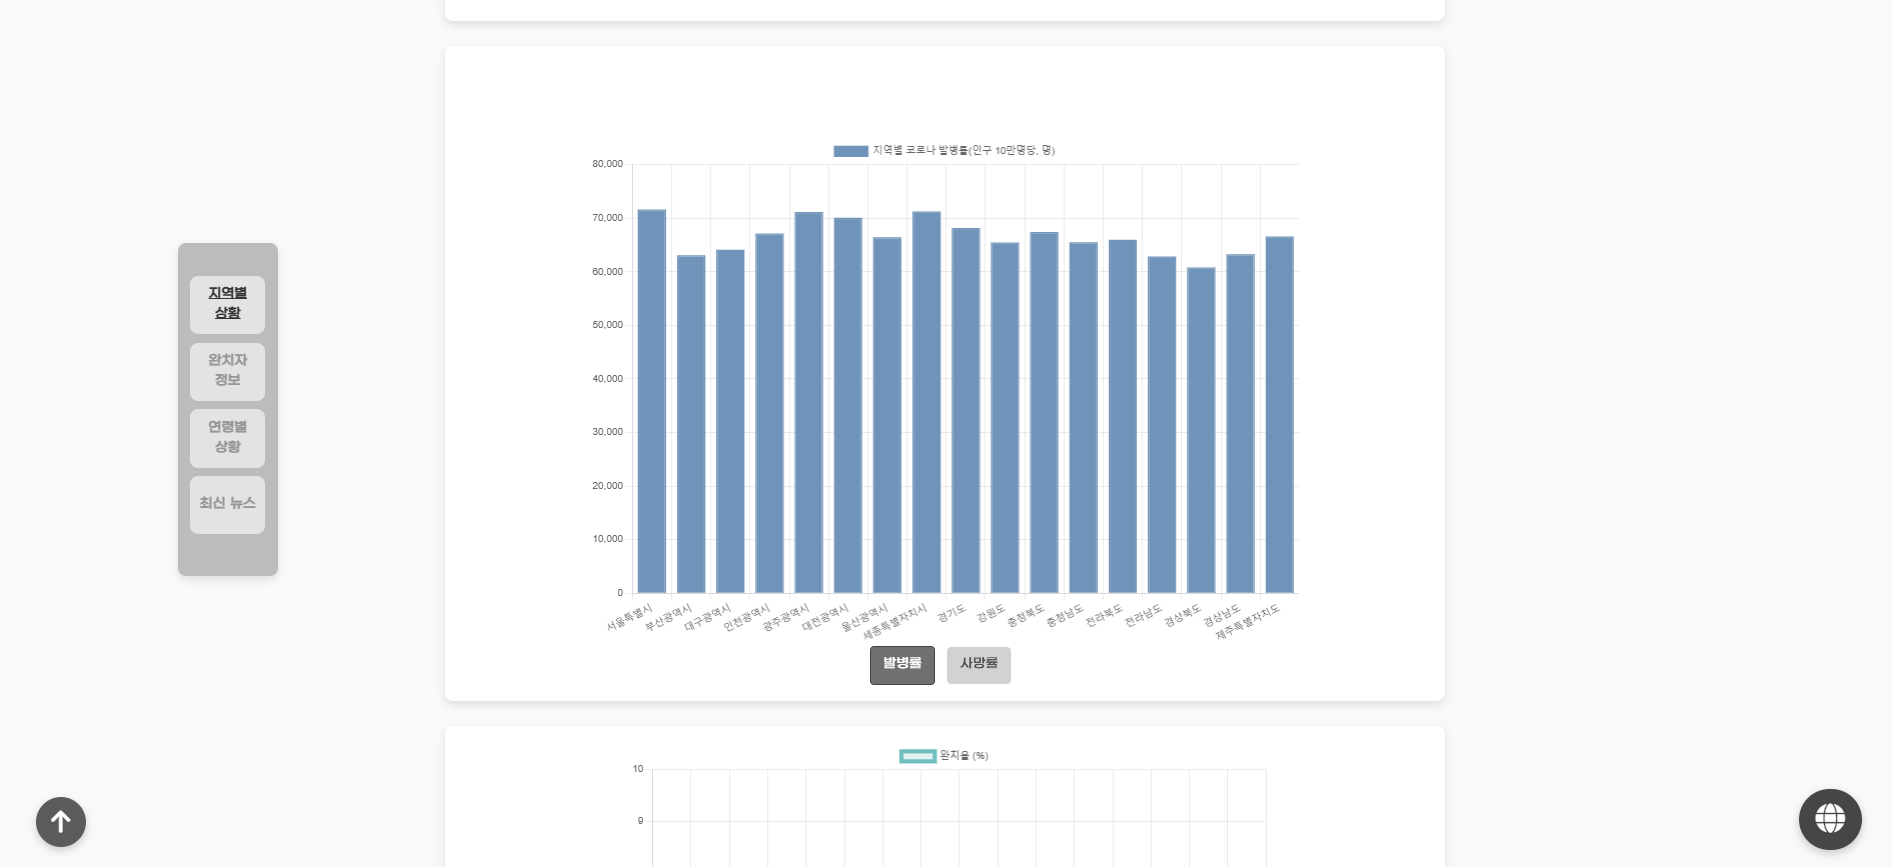 지역별
상황
완치자
정보
연령별
상황
최신 뉴스
지역별 코로나 발병률(인구 10만명당, 명)
80,000
70,000
60,000
50,000
40,000
30,000
20,000
10,000
0
서울특별시
부산광역시
대구광역시
인천광역시
광주광역시
대전광역시
울산광역시
세종특별자치시
경기도
강원도
충청북도
충청남도
전라북도
전라남도
경상북도
경상남도
제주특별자치도
발병률
사망률
완치율 (%)
10
9